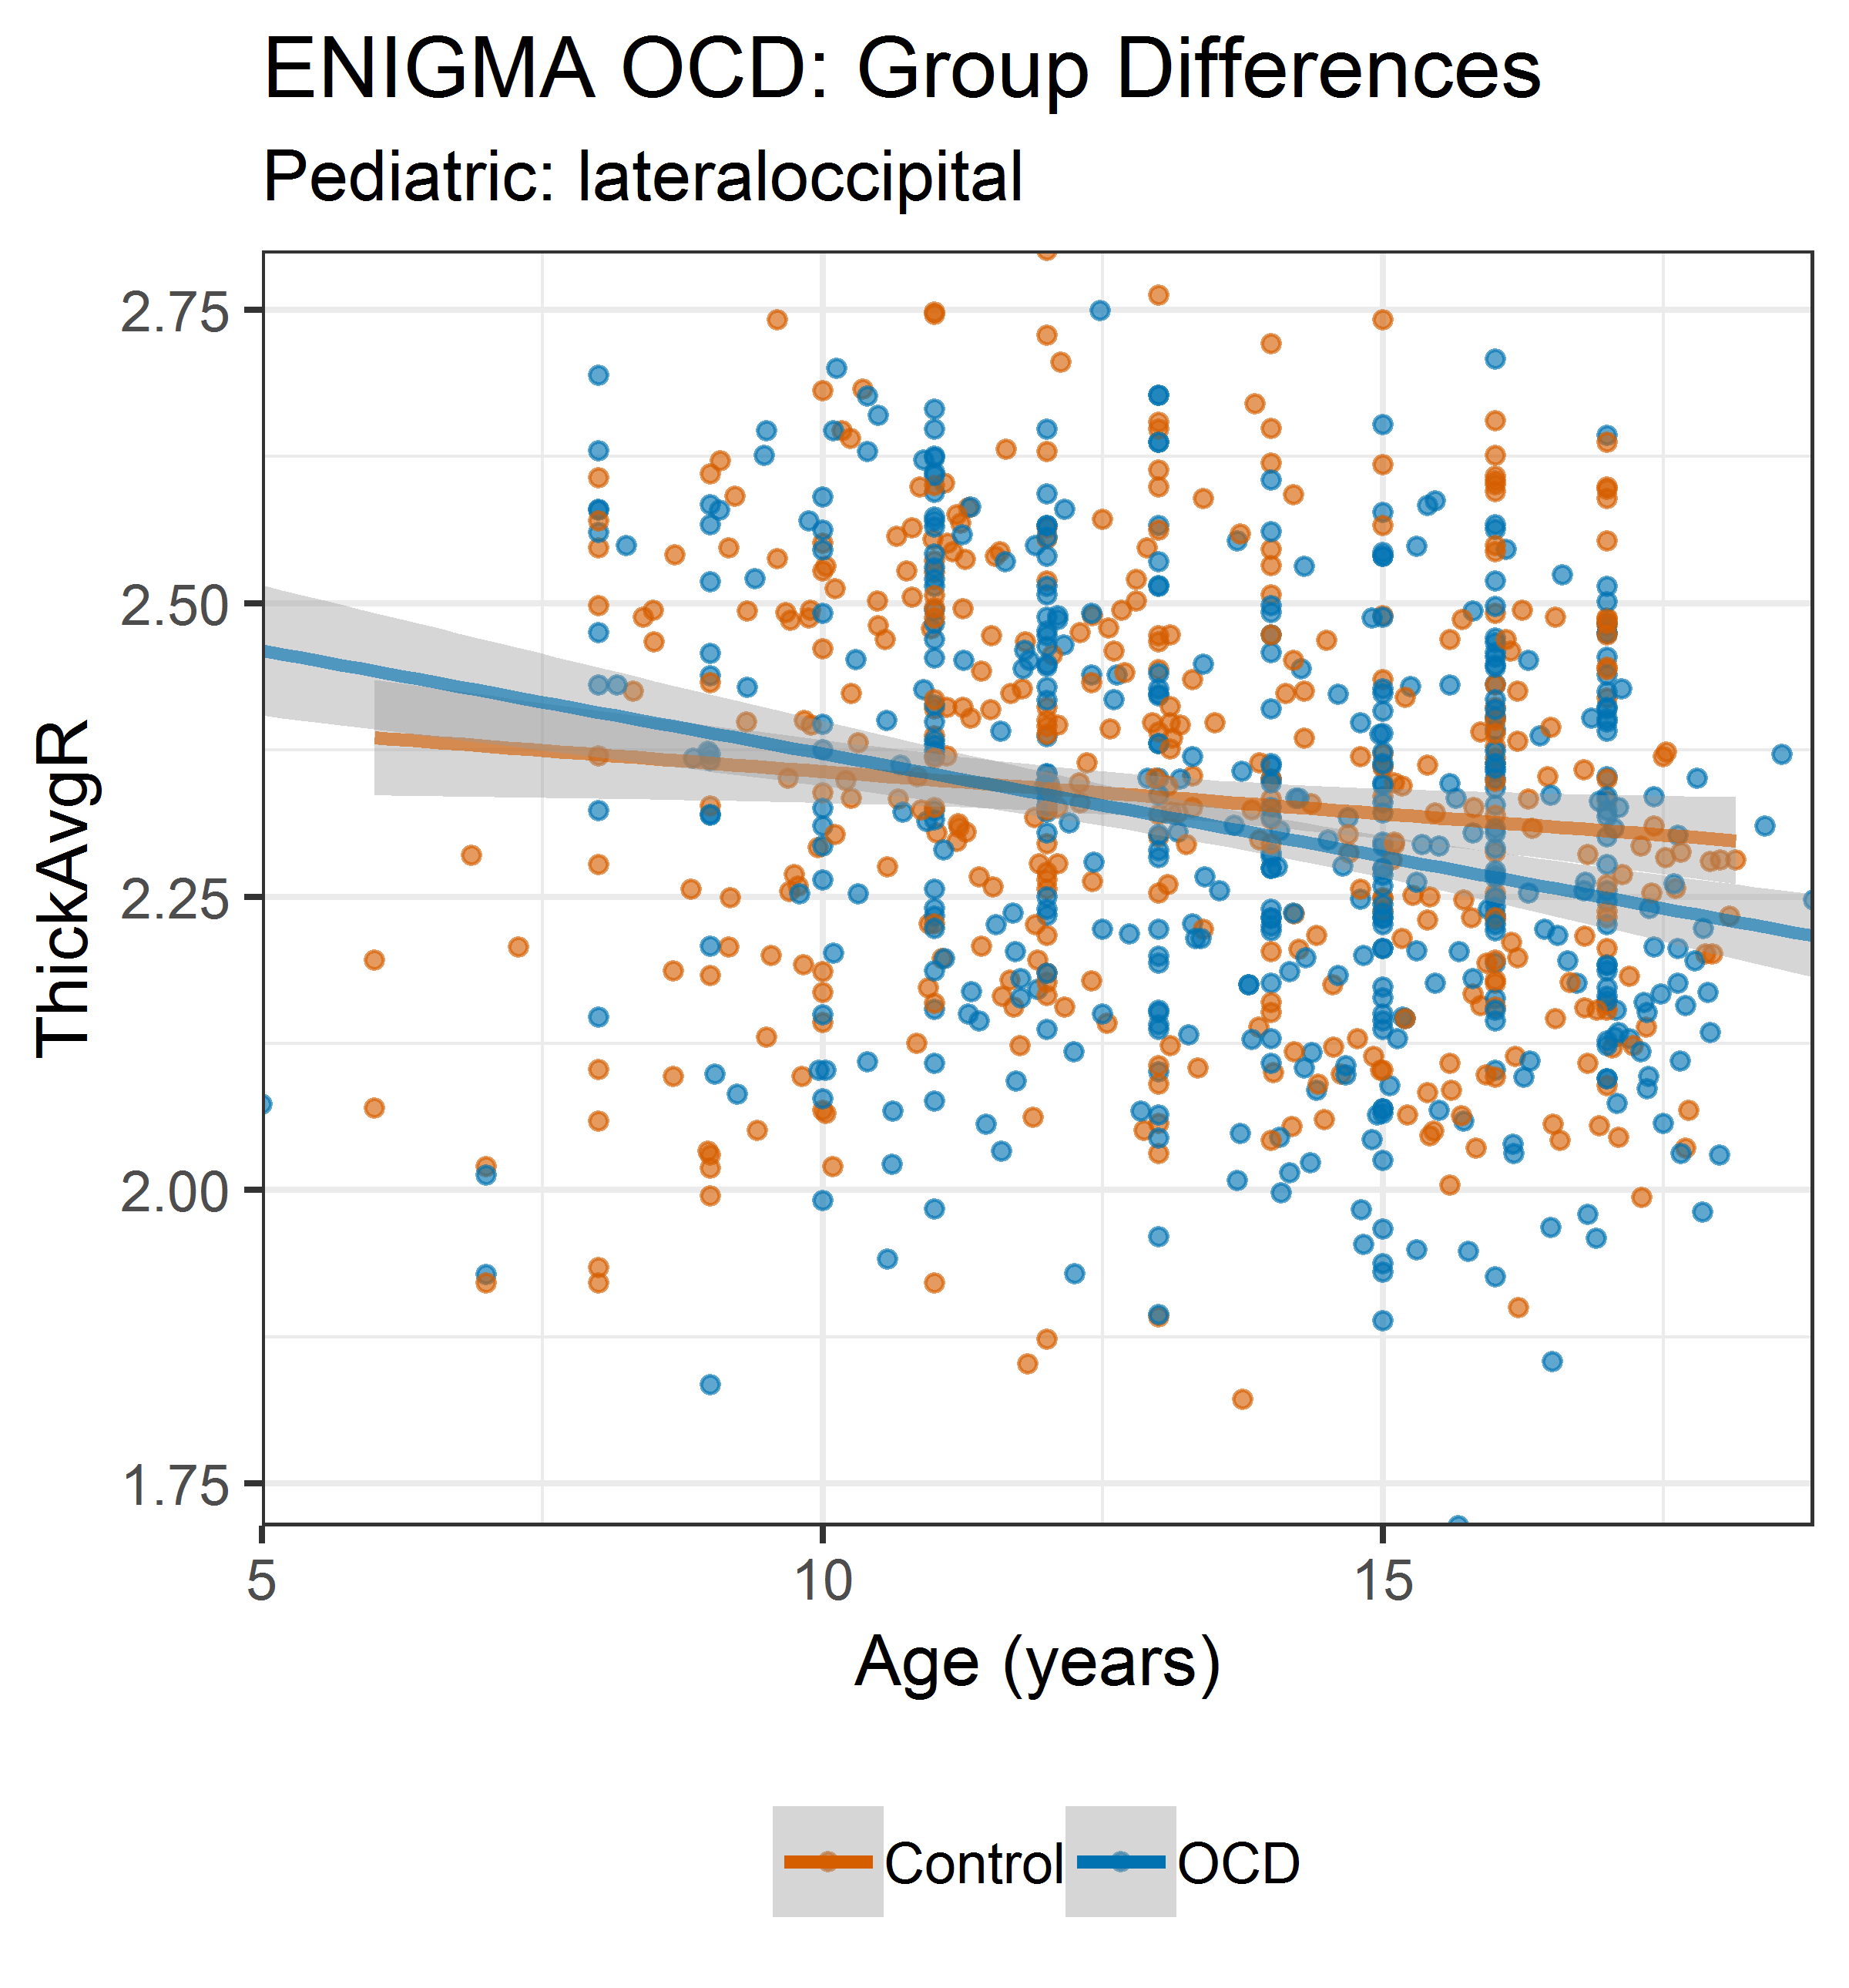 ENIGMA OCD: Group Differences
Pediatric: lateraloccipital
ThickAvgR
2.75
2.50
2.25
2.00
1.75
5 10 15
Age (years)
Control OCD